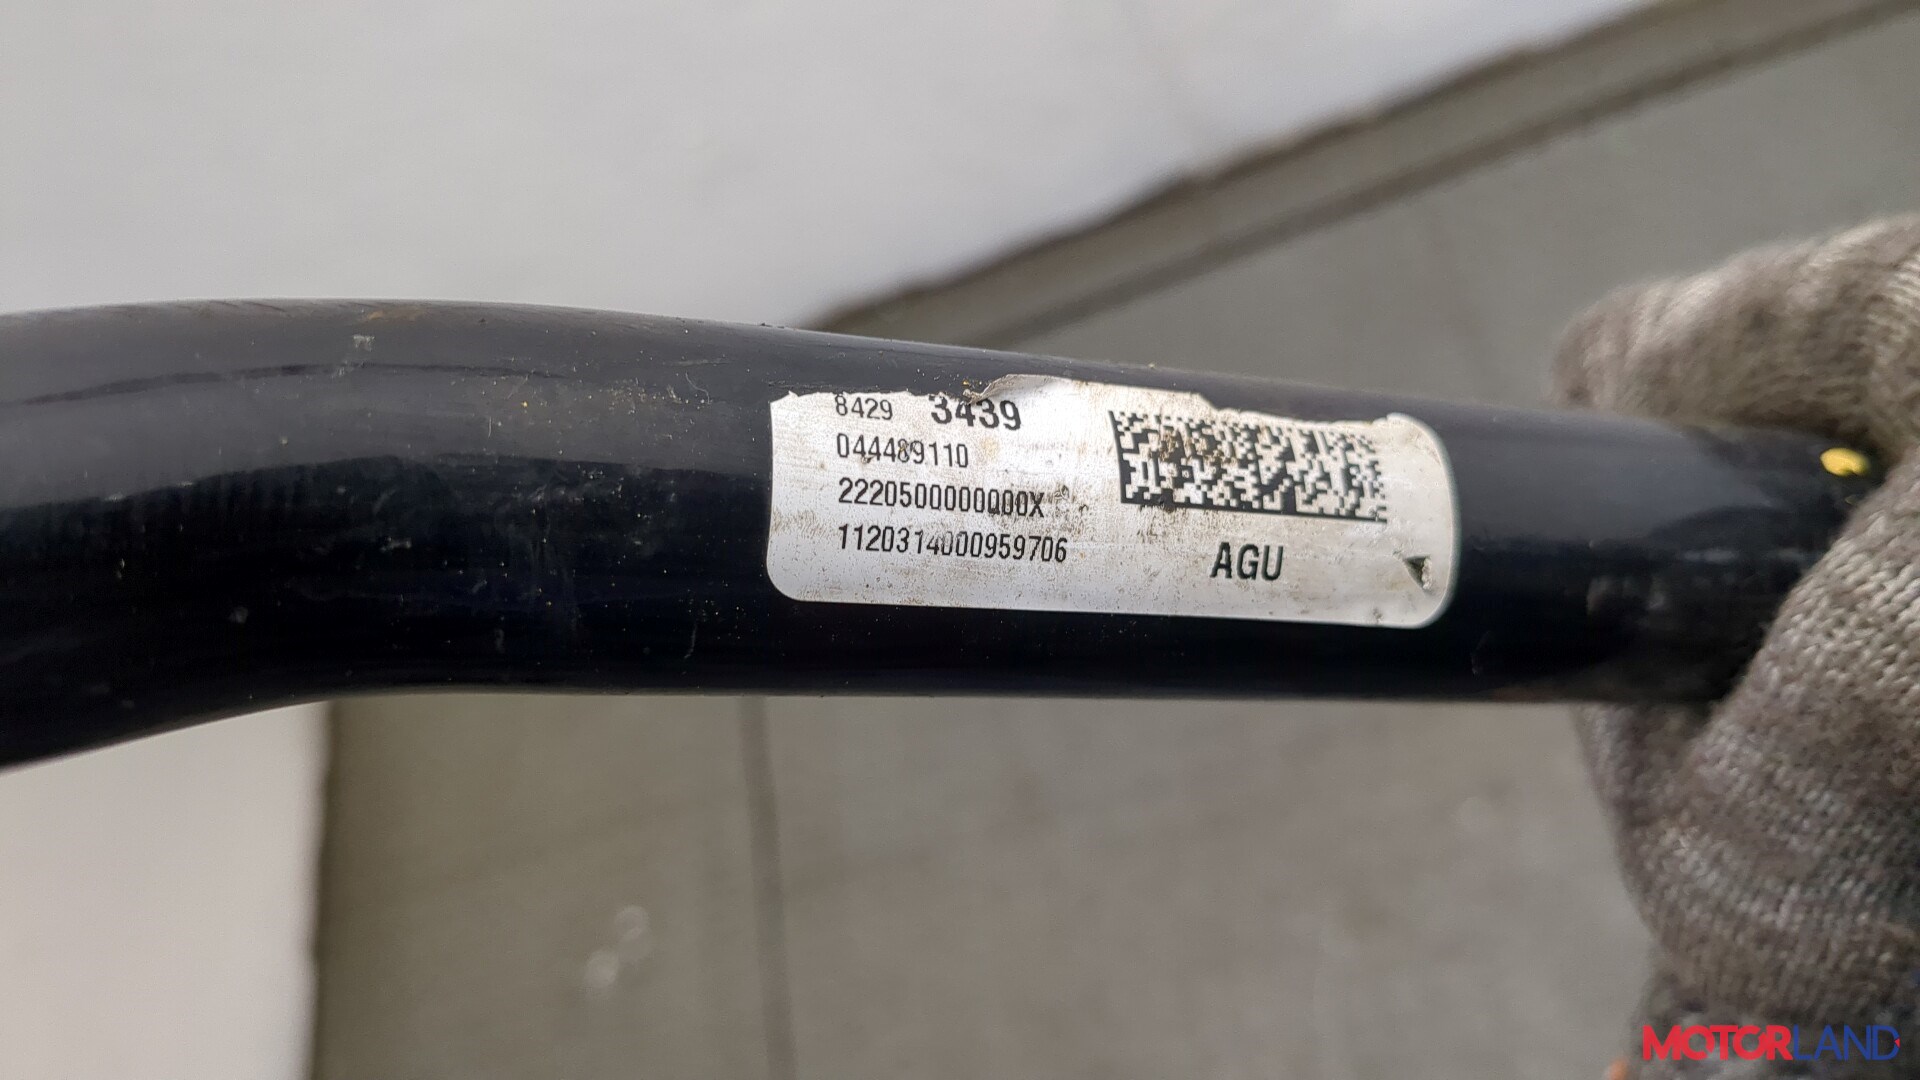 8429 3439
044489110
2220500000000X
1120314000959706
AGU
MOTORLAND